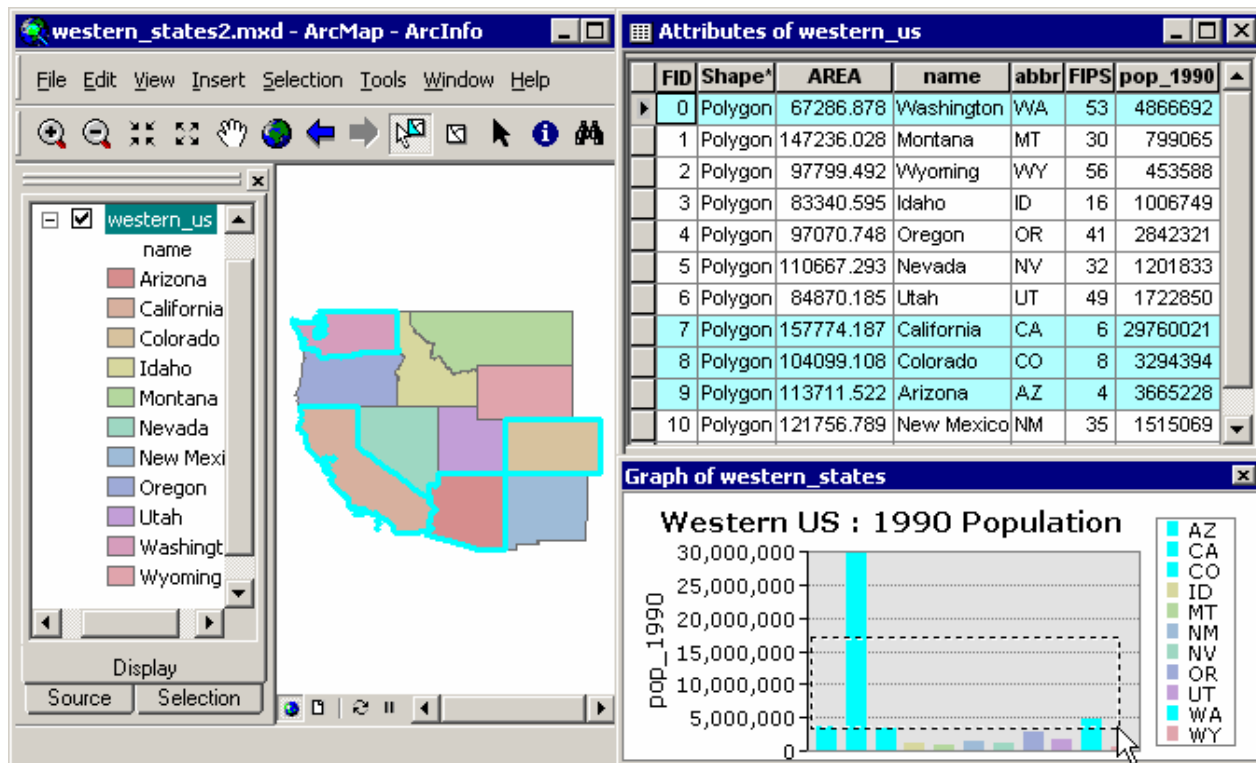 western_states2.mxd - ArcMap - ArcInfo
File Edit View Insert Selection Tools Window Help
western_us
name
Arizona
California
Colorado
Idaho
Montana
Nevada
New Mexi
Oregon
Utah
Washingt
Wyoming
Display
Source Selection
Attributes of western_us
FID Shape* AREA name abbr FIPS pop_1990
0 Polygon 67286.878 Washington WA 53 4866692
1 Polygon 147236.028 Montana MT 30 799065
2 Polygon 97799.492 Wyoming WY 56 453588
3 Polygon 83340.595 Idaho ID 16 1006749
4 Polygon 97070.748 Oregon OR 41 2842321
5 Polygon 110667.293 Nevada NV 32 1201833
6 Polygon 84870.185 Utah UT 49 1722850
7 Polygon 157774.187 California CA 6 29760021
8 Polygon 104099.108 Colorado CO 8 3294394
9 Polygon 113711.522 Arizona AZ 4 3665228
10 Polygon 121756.789 New Mexico NM 35 1515069
Graph of western_states
Western US : 1990 Population
pop_1990
30,000,000
25,000,000
20,000,000
15,000,000
10,000,000
5,000,000
0
AZ
CA
CO
ID
MT
NM
NV
OR
UT
WA
WY